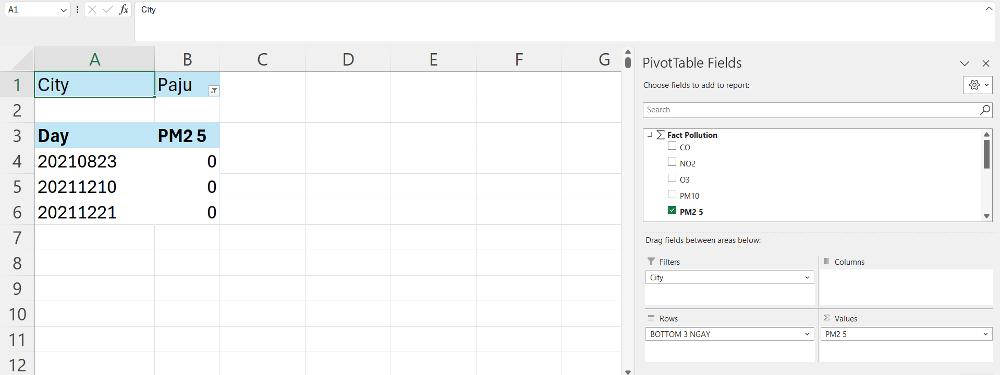 A1
fx
City
A B C D E F G
1 City Paju
2
3 Day PM2 5
4 20210823 0
5 20211210 0
6 20211221 0
7
8
9
10
11
12
PivotTable Fields
Choose fields to add to report:
Search
Σ Fact Pollution
CO
NO2
O3
PM10
PM2 5
Drag fields between areas below:
Filters
City
Columns
Rows
BOTTOM 3 NGAY
Σ Values
PM2 5